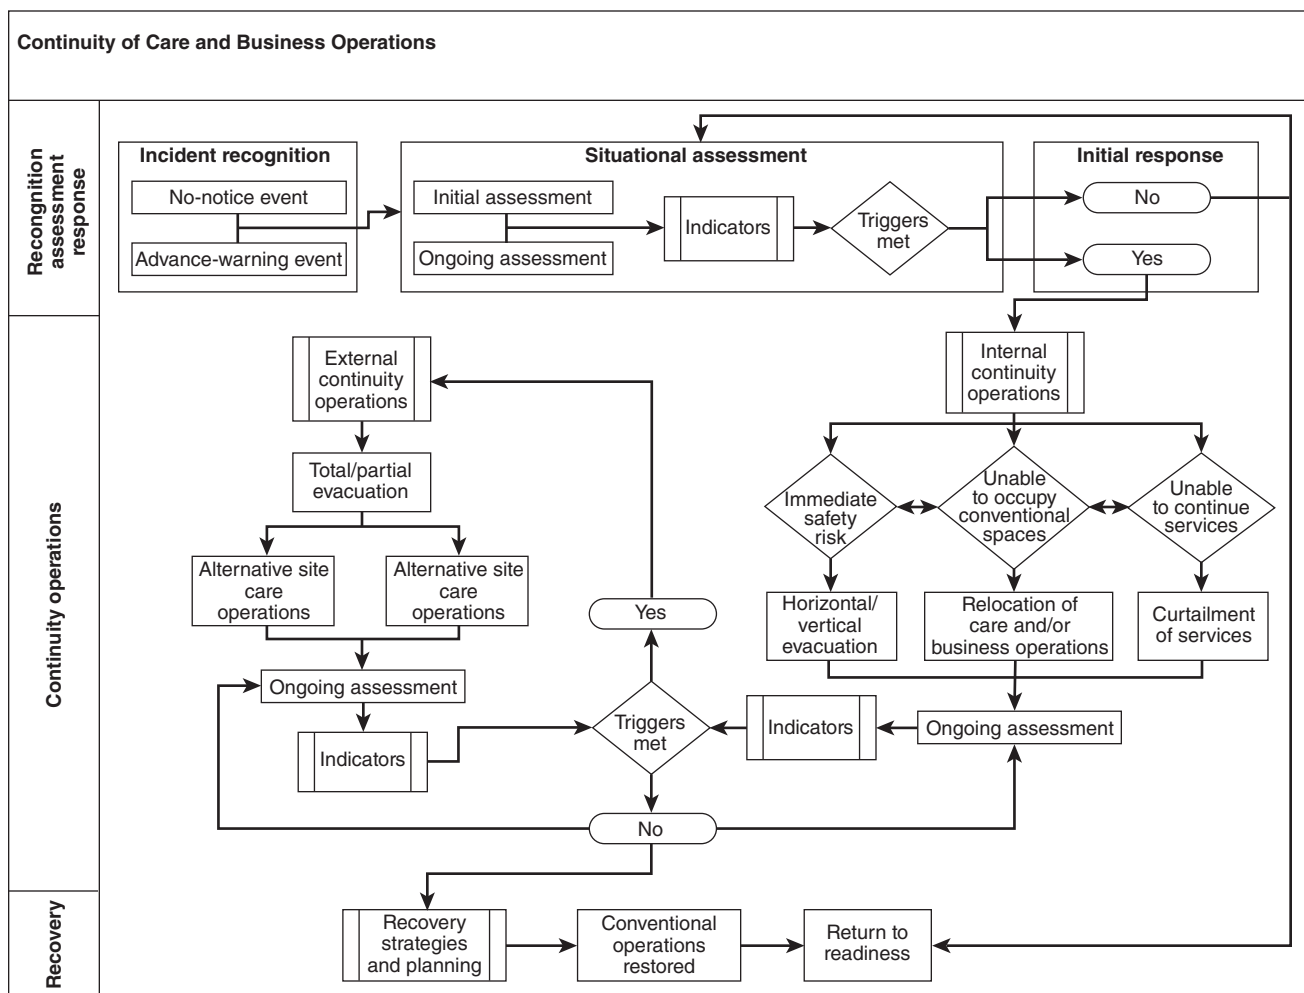 Continuity of Care and Business Operations
Recongnition
assessment
response
Incident recognition
No-notice event
Advance-warning event
Situational assessment
Initial assessment
Ongoing assessment
Indicators
Triggers
met
Initial response
No
Yes
Continuity operations
External
continuity
operations
Total/partial
evacuation
Alternative site
care
operations
Alternative site
care
operations
Ongoing assessment
Indicators
Yes
Triggers
met
No
Internal
continuity
operations
Immediate
safety
risk
Unable
to occupy
conventional
spaces
Unable
to continue
services
Horizontal/
vertical
evacuation
Relocation of
care and/or
business operations
Curtailment
of services
Indicators
Ongoing assessment
Recovery
Recovery
strategies
and planning
Conventional
operations
restored
Return to
readiness